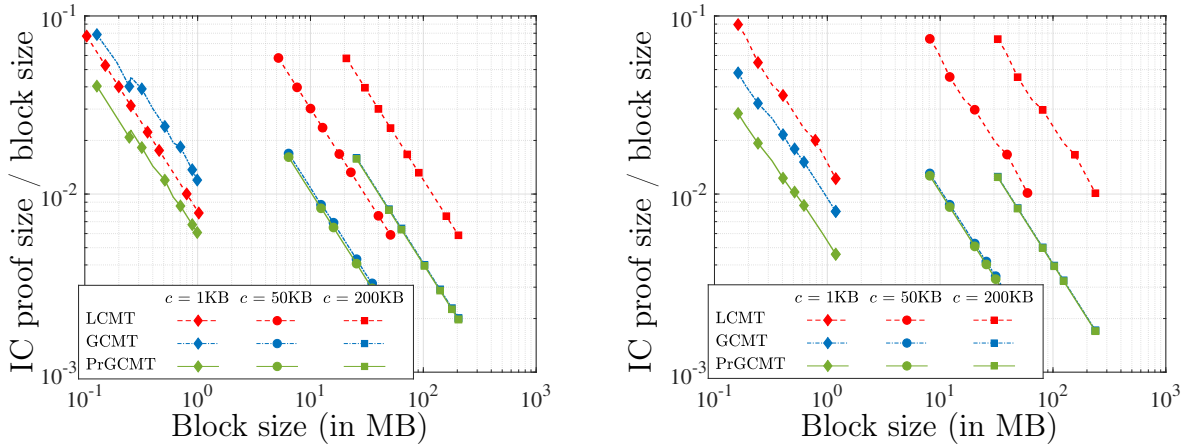 10^-1
10^-2
10^-3
10^-1 10^0 10^1 10^2 10^3
IC proof size / block size
Block size (in MB)
c = 1KB c = 50KB c = 200KB
LCMT
GCMT
PrGCMT
10^-1
10^-2
10^-3
10^-1 10^0 10^1 10^2 10^3
IC proof size / block size
Block size (in MB)
c = 1KB c = 50KB c = 200KB
LCMT
GCMT
PrGCMT